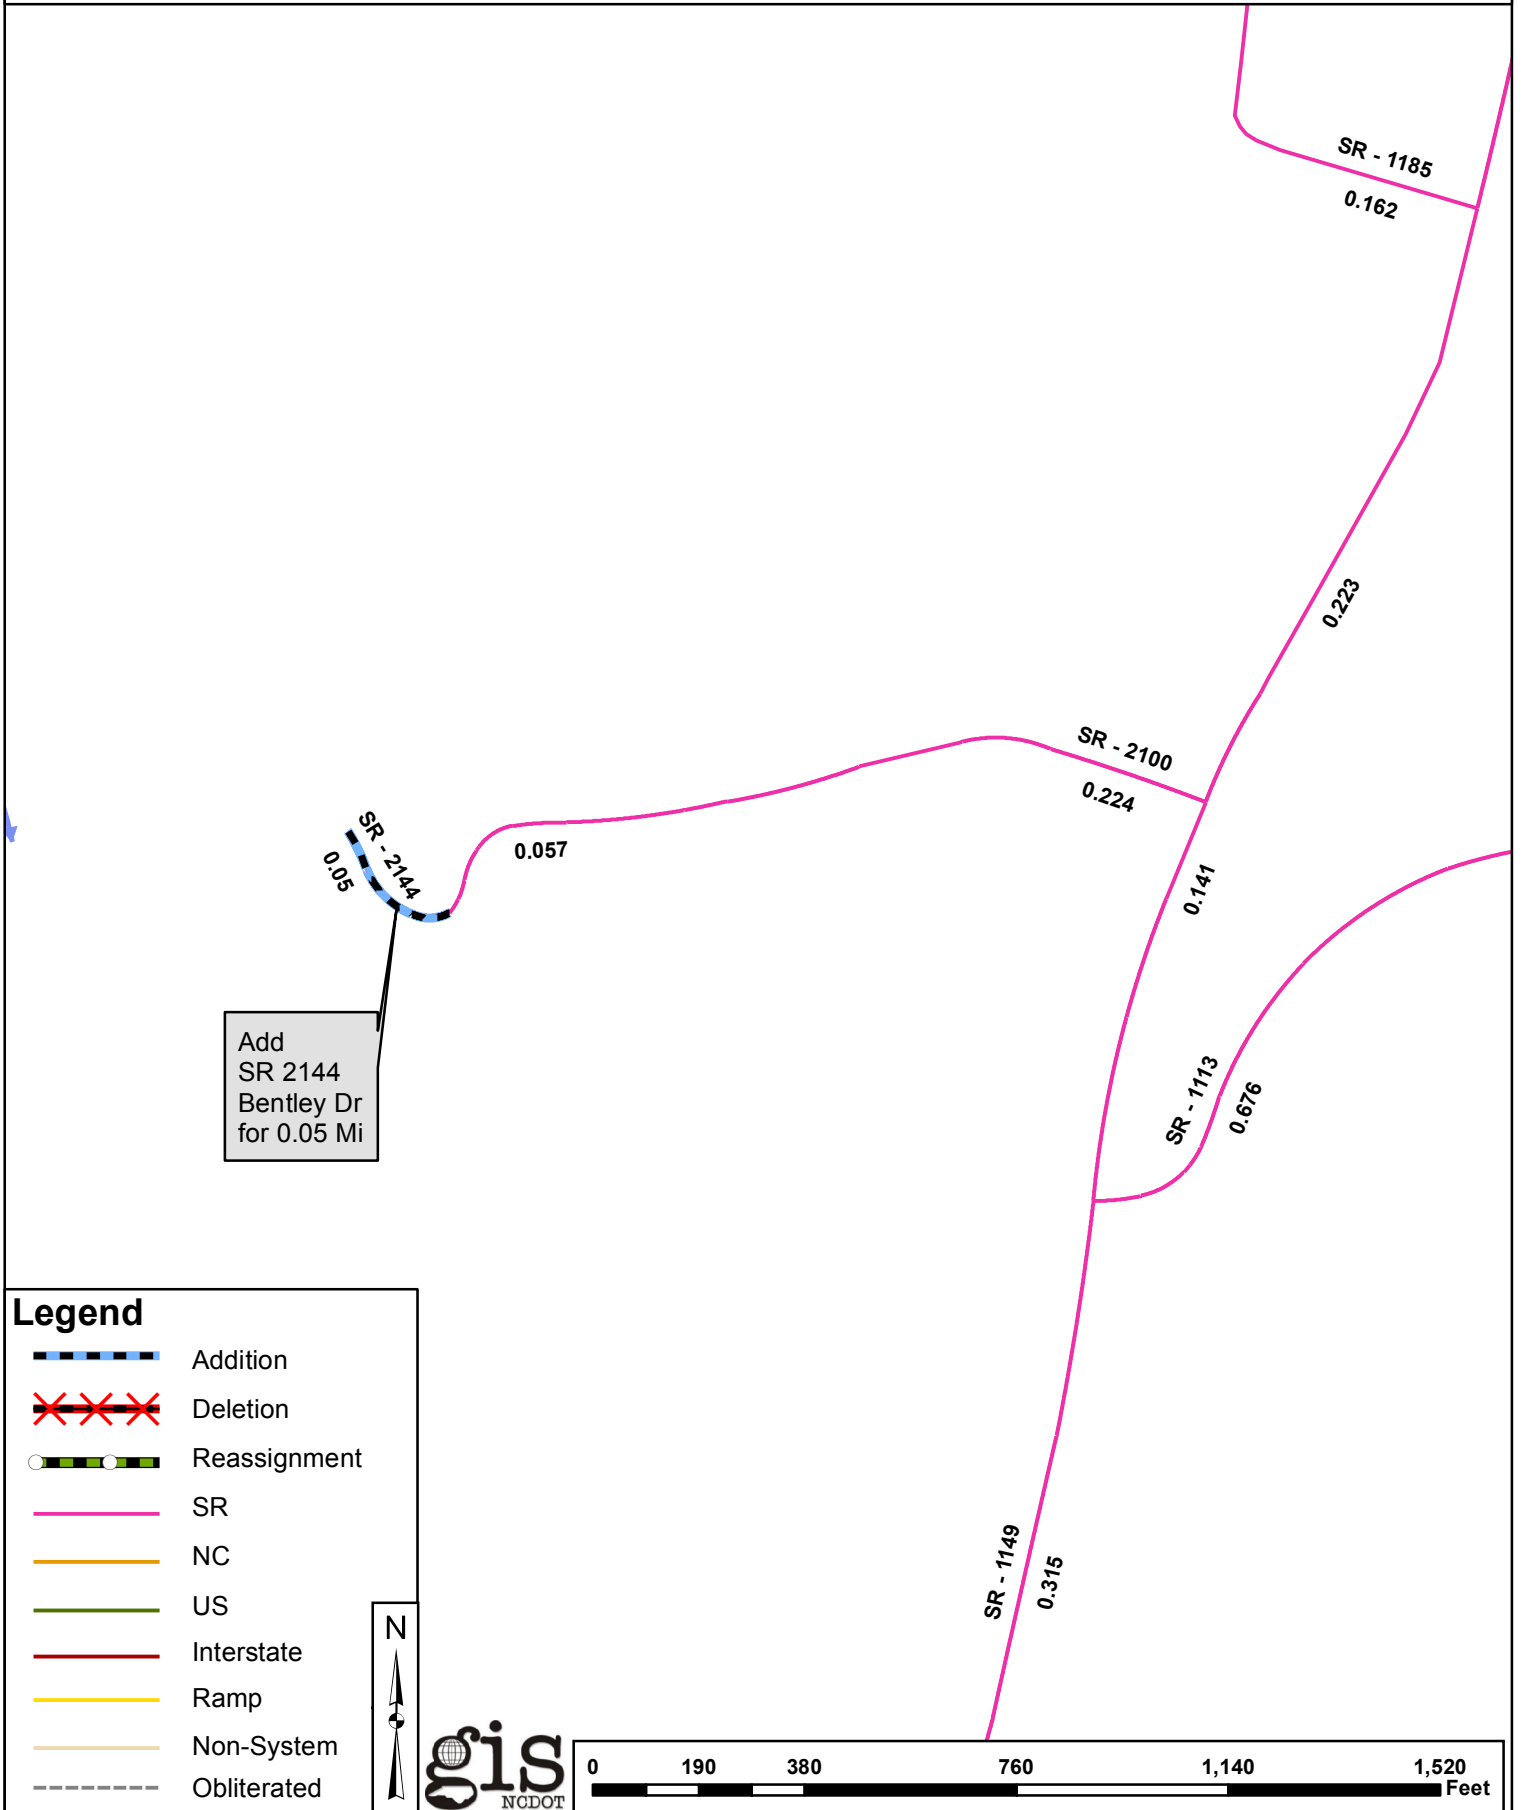 SR - 1185
0.162
0.223
SR - 2100
0.224
SR - 2144
0.05
0.057
0.141
Add
SR 2144
Bentley Dr
for 0.05 Mi
SR - 1113
0.676
SR - 1149
0.315
Legend
Addition
Deletion
Reassignment
SR
NC
US
Interstate
Ramp
Non-System
Obliterated
N
gis
NCDOT
0 190 380 760 1,140 1,520
Feet